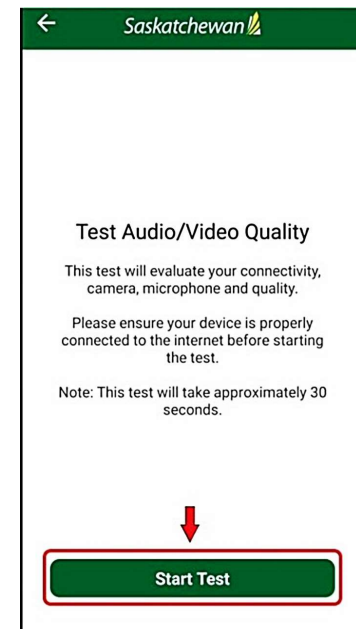 Saskatchewan
Test Audio/Video Quality
This test will evaluate your connectivity,
camera, microphone and quality.
Please ensure your device is properly
connected to the internet before starting
the test.
Note: This test will take approximately 30
seconds.
Start Test